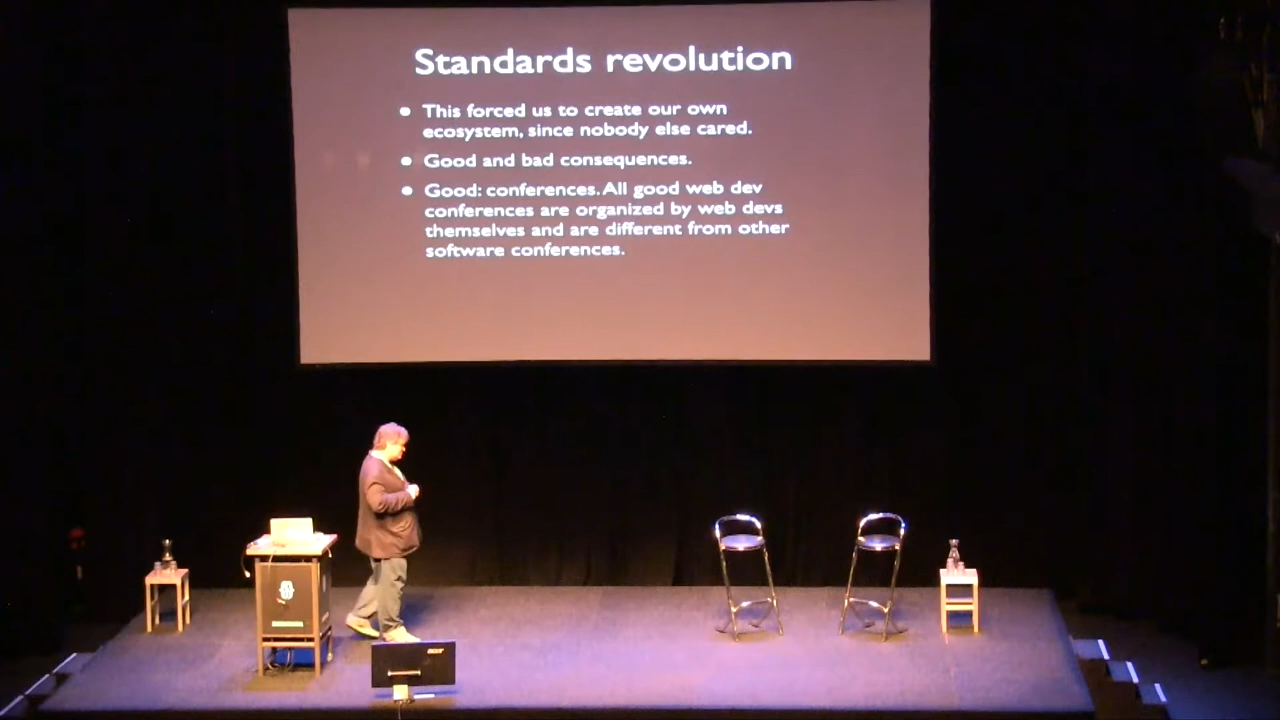 Standards revolution
This forced us to create our own
ecosystem, since nobody else cared.
Good and bad consequences.
Good: conferences. All good web dev
conferences are organized by web devs
themselves and are different from other
software conferences.
acer